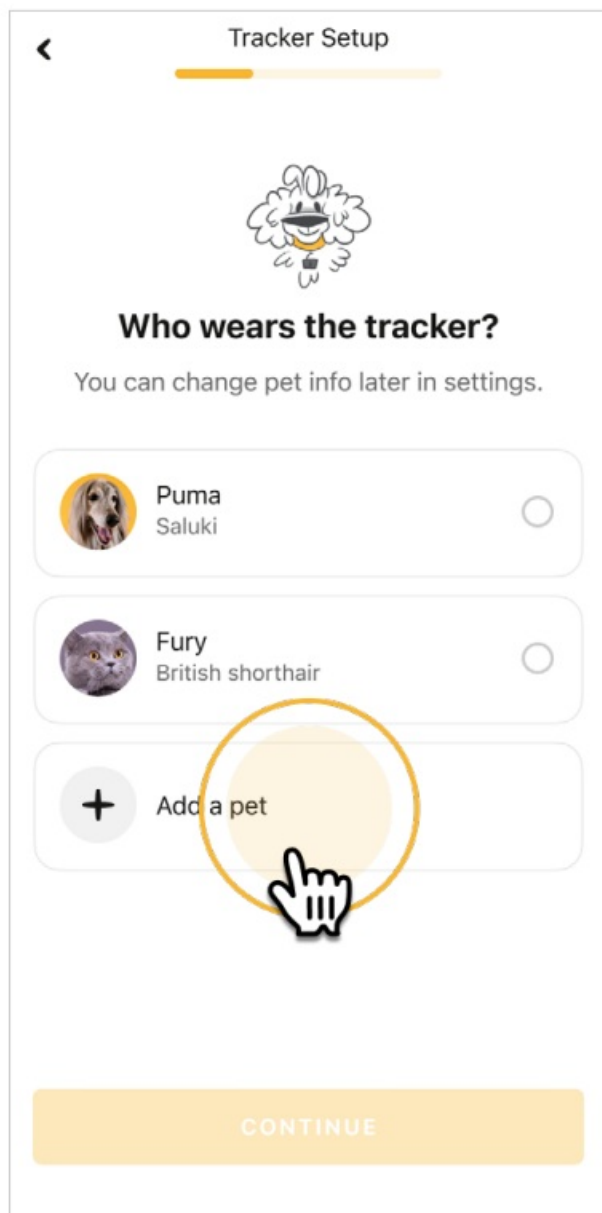 Tracker Setup
Who wears the tracker?
You can change pet info later in settings.
Puma
Saluki
Fury
British shorthair
Add a pet
CONTINUE